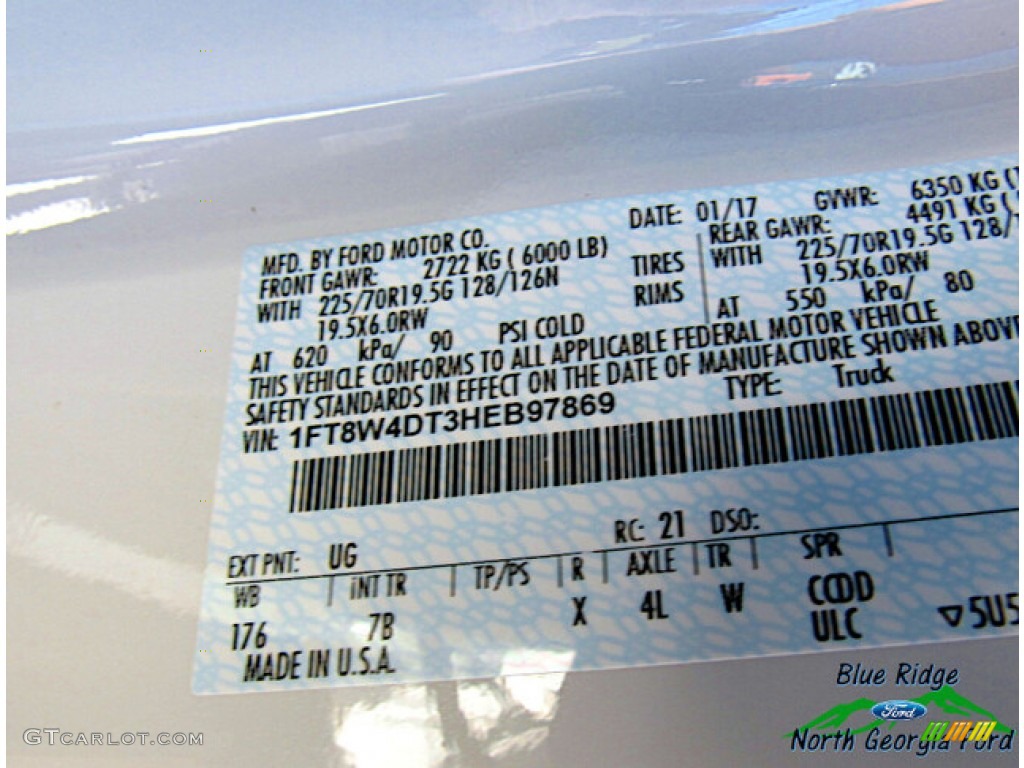 MFD. BY FORD MOTOR CO.
DATE: 01/17
GVWR: 6350 KG
FRONT GAWR: 2722 KG ( 6000 LB)
REAR GAWR: 4491 KG (
WITH 225/70R19.5G 128/126N TIRES
WITH 225/70R19.5G 128/1
19.5X6.0RW RIMS
19.5X6.0RW
AT 620 kPa/ 90 PSI COLD
AT 550 kPa/ 80
THIS VEHICLE CONFORMS TO ALL APPLICABLE FEDERAL MOTOR VEHICLE
SAFETY STANDARDS IN EFFECT ON THE DATE OF MANUFACTURE SHOWN ABOVE
VIN: 1FT8W4DT3HEB97869
TYPE: Truck
EXT PNT: UG RC: 21 DSO:
WB INT TR TP/PS R AXLE TR SPR
176 7B X 4L W CODD
ULC 5U5
MADE IN U.S.A.
GTCARLOT.COM
Blue Ridge
Ford
North Georgia Ford